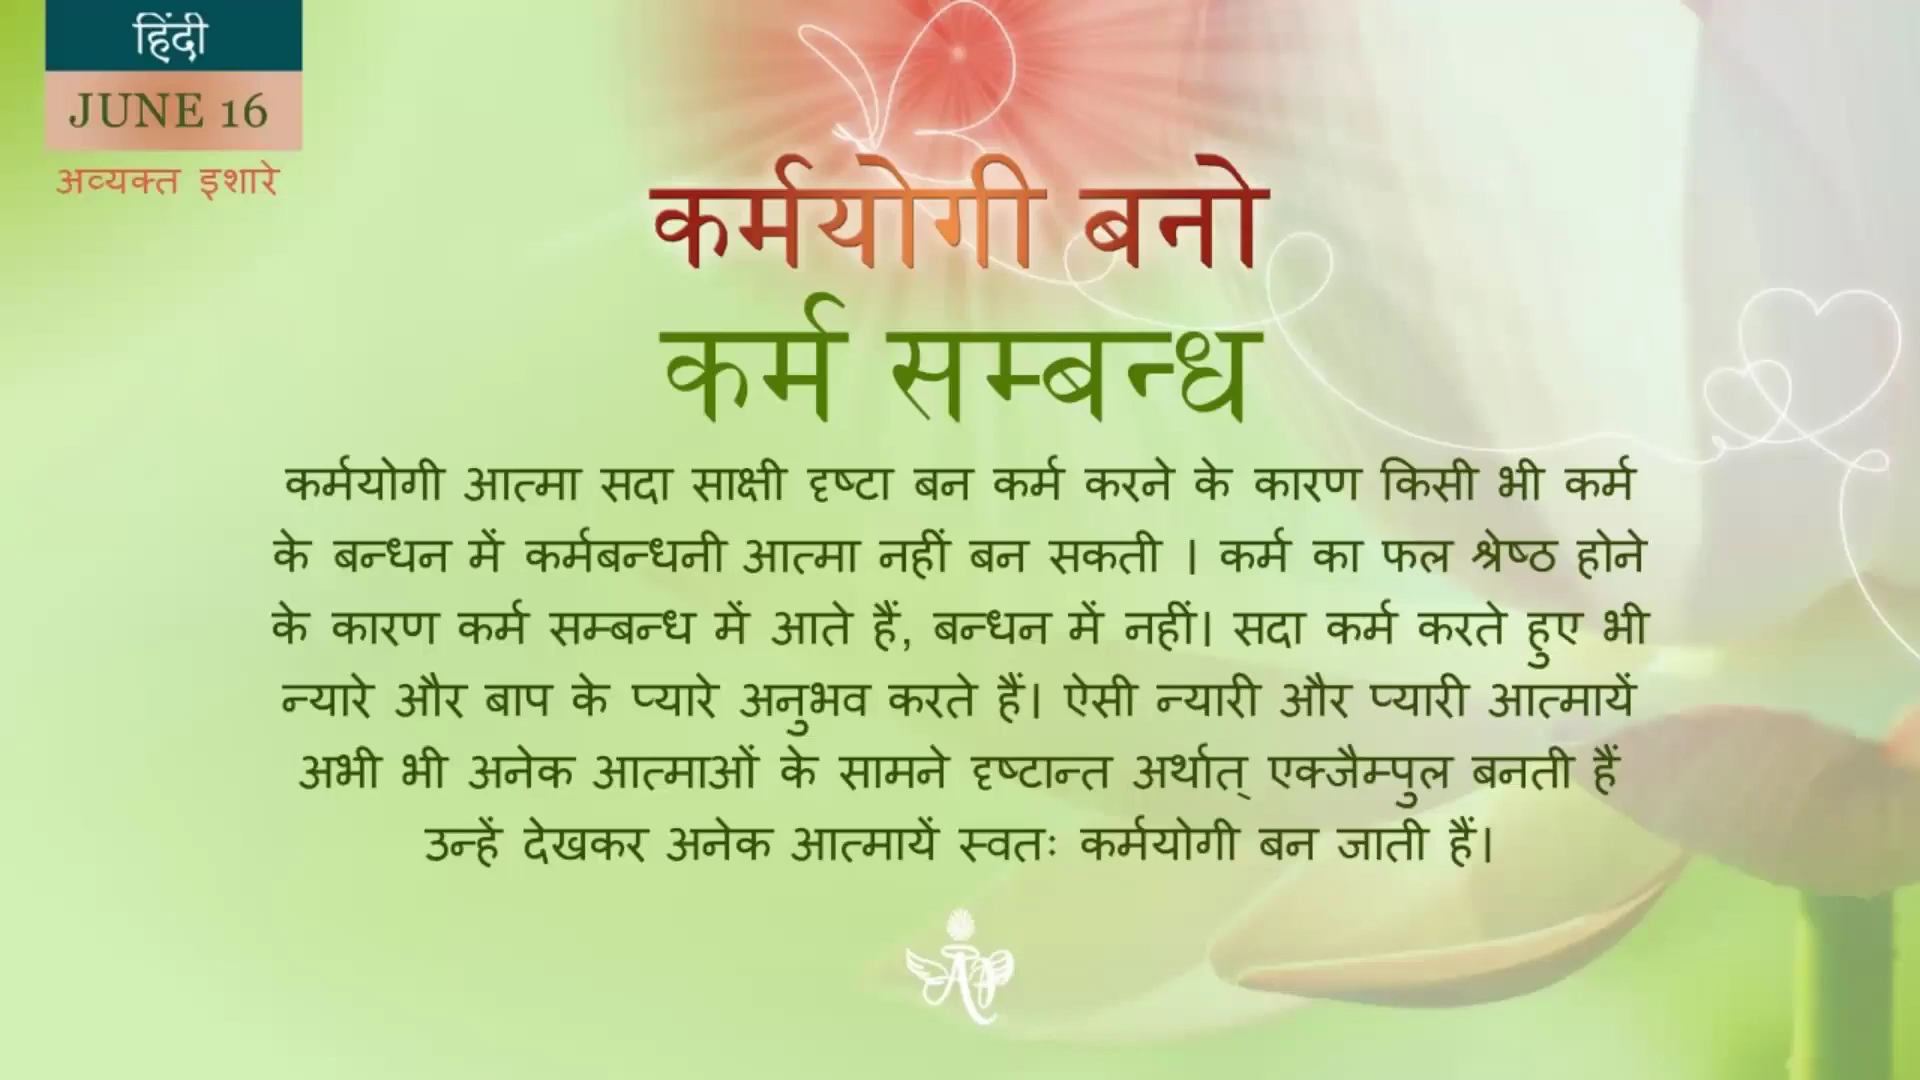 हिंदी
JUNE 16
अव्यक्त इशारे
कर्मयोगी बनो
कर्म सम्बन्ध
कर्मयोगी आत्मा सदा साक्षी दृष्टा बन कर्म करने के कारण किसी भी कर्म
के बन्धन में कर्मबन्धनी आत्मा नहीं बन सकती । कर्म का फल श्रेष्ठ होने
के कारण कर्म सम्बन्ध में आते हैं, बन्धन में नहीं। सदा कर्म करते हुए भी
न्यारे और बाप के प्यारे अनुभव करते हैं। ऐसी न्यारी और प्यारी आत्मायें
अभी भी अनेक आत्माओं के सामने दृष्टान्त अर्थात् एक्जैम्पुल बनती हैं
उन्हें देखकर अनेक आत्मायें स्वतः कर्मयोगी बन जाती हैं।